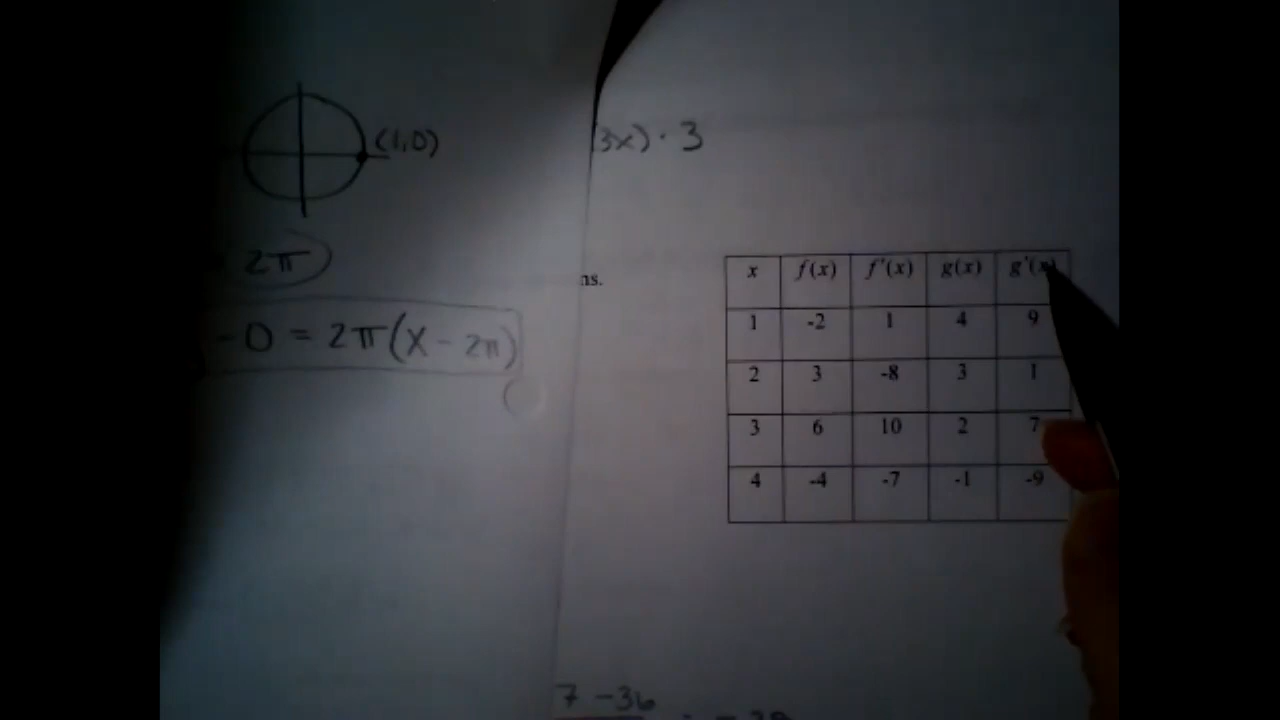 (1,0)
2π
- 0 = 2π(x - 2π)
3x) · 3
ns.
x f(x) f'(x) g(x) g'(x)
1 -2 1 4 9
2 3 -8 3 1
3 6 10 2 7
4 -4 -7 -1 -9
7 - 36